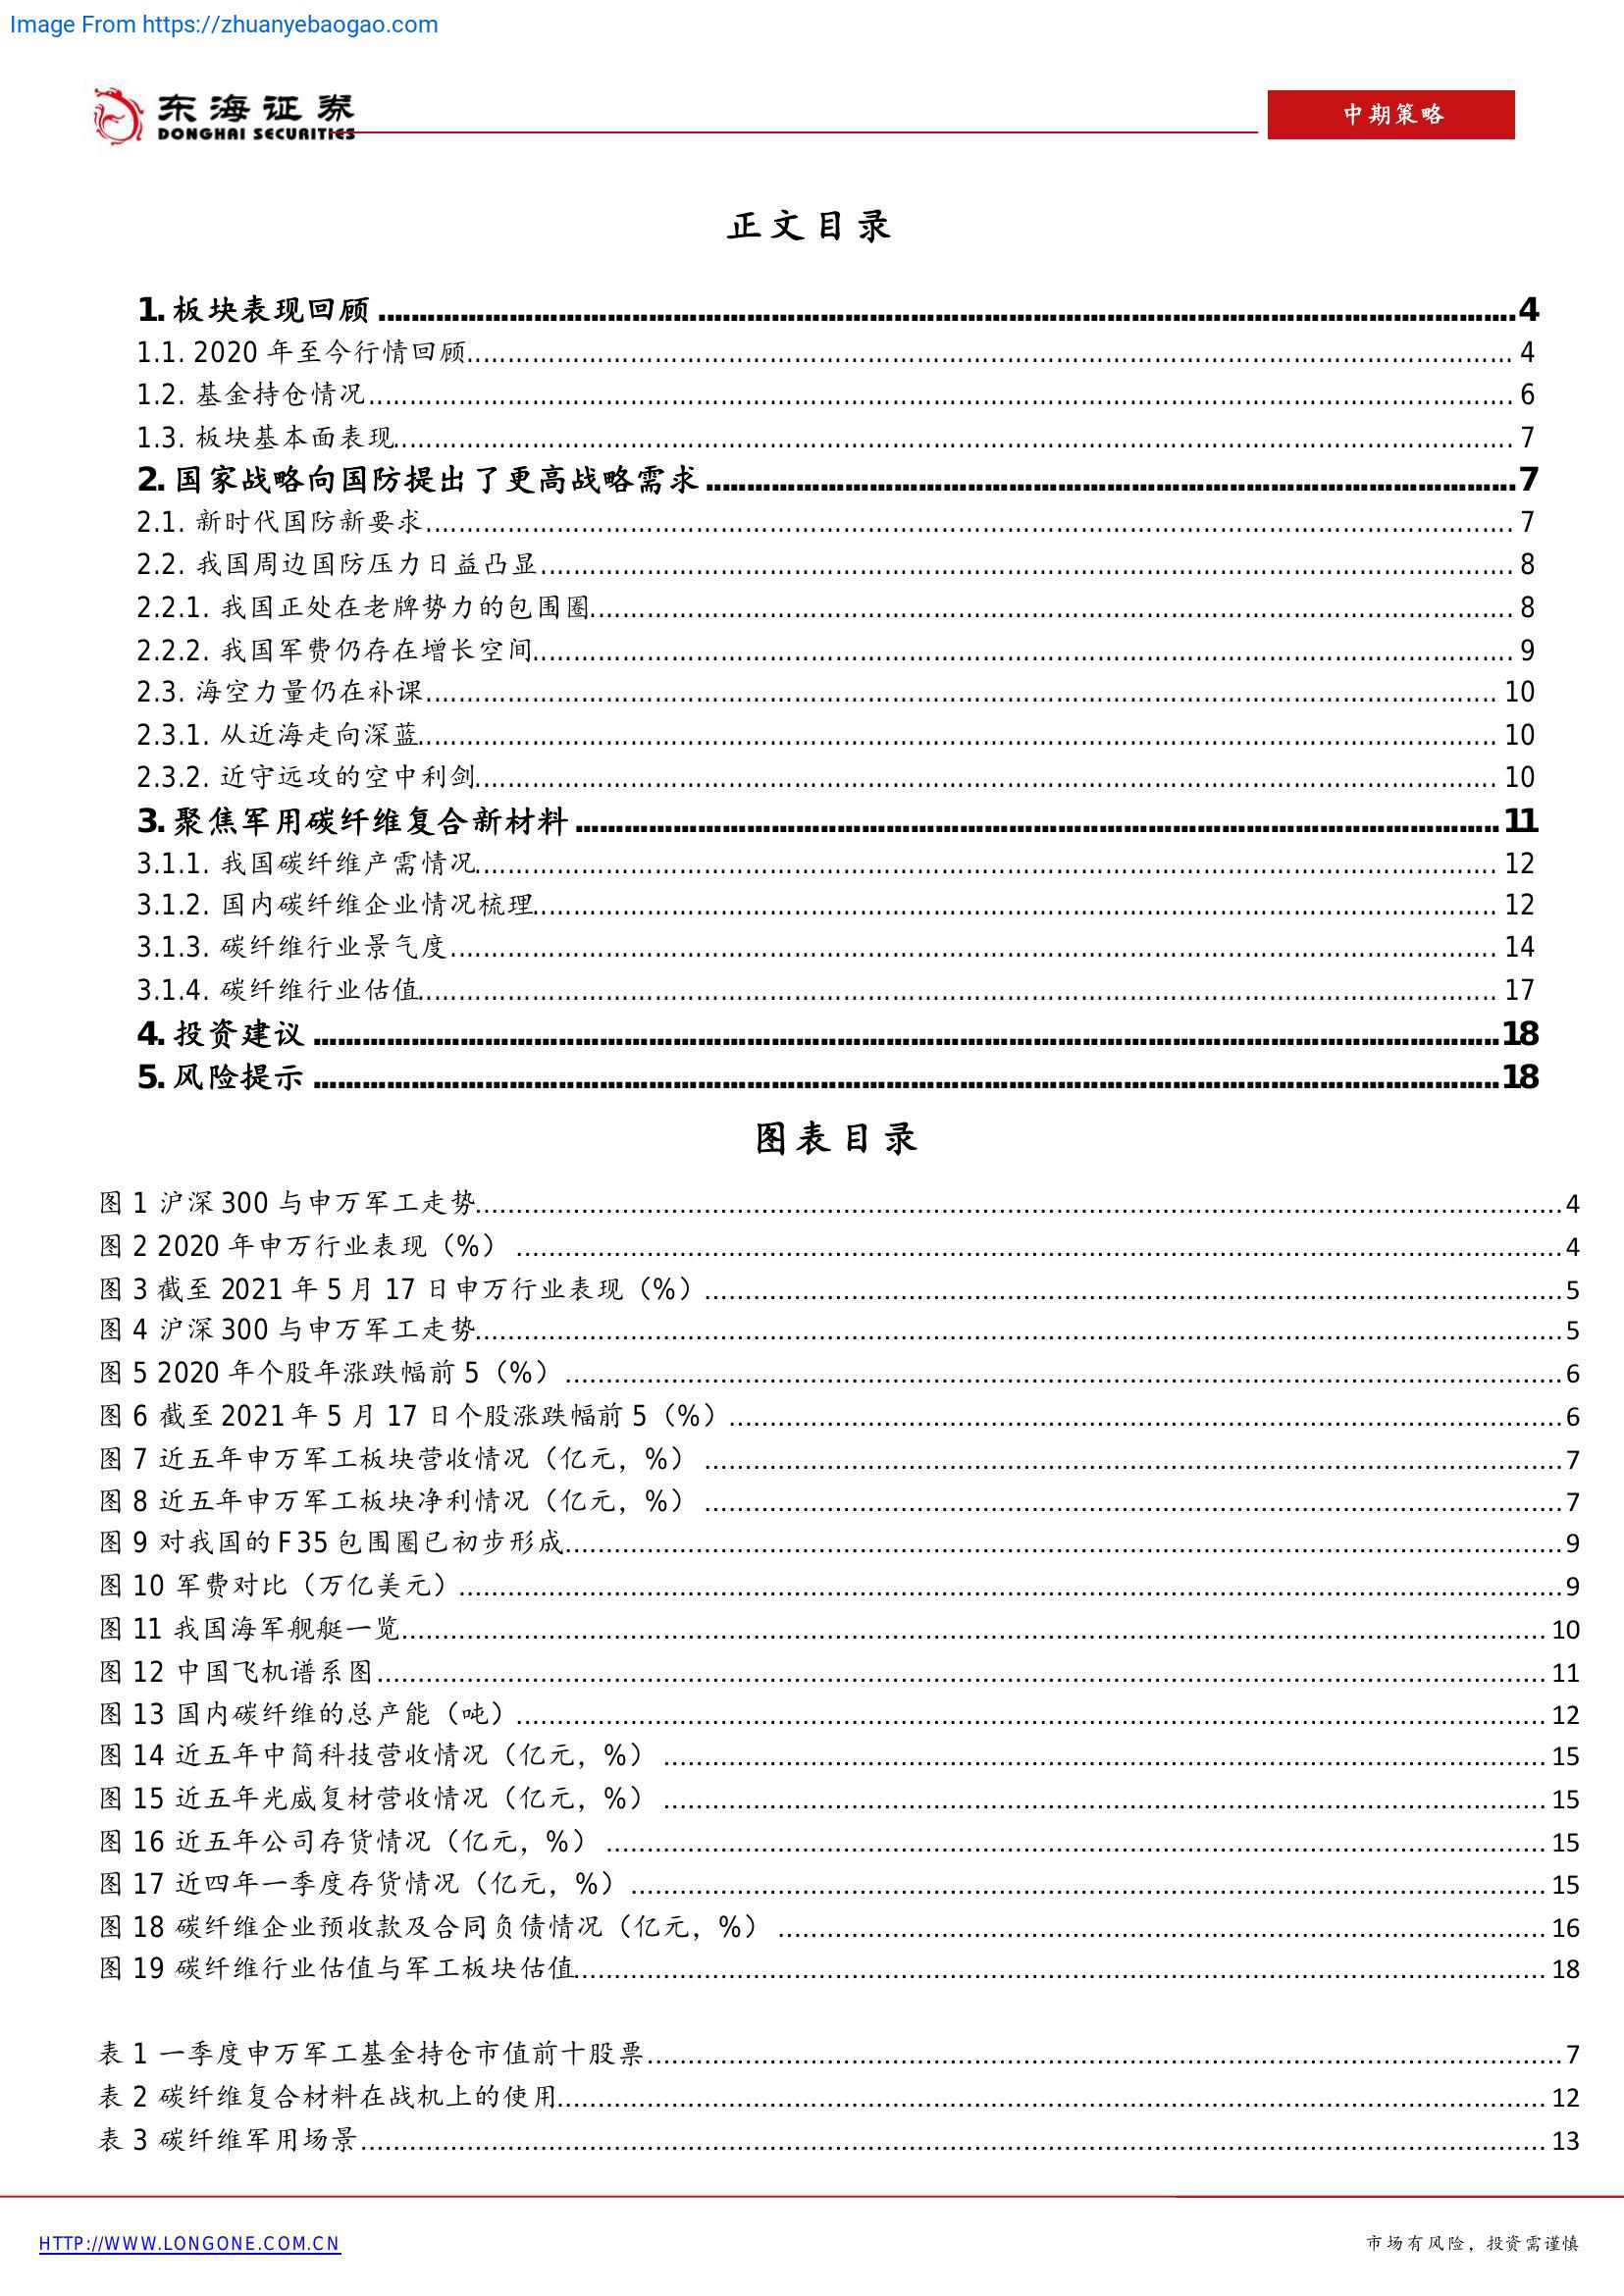 Image From https://zhuanyebaogao.com
东海证券
DONGHAI SECURITIES
中期策略
正文目录
1. 板块表现回顾 ........ 4
1.1. 2020 年至今行情回顾........ 4
1.2. 基金持仓情况........ 6
1.3. 板块基本面表现........ 7
2. 国家战略向国防提出了更高战略需求 ........ 7
2.1. 新时代国防新要求........ 7
2.2. 我国周边国防压力日益凸显........ 8
2.2.1. 我国正处在老牌势力的包围圈........ 8
2.2.2. 我国军费仍存在增长空间........ 9
2.3. 海空力量仍在补课........ 10
2.3.1. 从近海走向深蓝........ 10
2.3.2. 近守远攻的空中利剑........ 10
3. 聚焦军用碳纤维复合新材料 ........ 11
3.1.1. 我国碳纤维产需情况........ 12
3.1.2. 国内碳纤维企业情况梳理........ 12
3.1.3. 碳纤维行业景气度........ 14
3.1.4. 碳纤维行业估值........ 17
4. 投资建议 ........ 18
5. 风险提示 ........ 18
图表目录
图 1 沪深 300 与申万军工走势........ 4
图 2 2020 年申万行业表现（%） ........ 4
图 3 截至 2021 年 5 月 17 日申万行业表现（%）........ 5
图 4 沪深 300 与申万军工走势........ 5
图 5 2020 年个股年涨跌幅前 5（%）........ 6
图 6 截至 2021 年 5 月 17 日个股涨跌幅前 5（%）........ 6
图 7 近五年申万军工板块营收情况（亿元，%） ........ 7
图 8 近五年申万军工板块净利情况（亿元，%） ........ 7
图 9 对我国的 F35 包围圈已初步形成........ 9
图 10 军费对比（万亿美元）........ 9
图 11 我国海军舰艇一览........ 10
图 12 中国飞机谱系图........ 11
图 13 国内碳纤维的总产能（吨）........ 12
图 14 近五年中简科技营收情况（亿元，%） ........ 15
图 15 近五年光威复材营收情况（亿元，%） ........ 15
图 16 近五年公司存货情况（亿元，%） ........ 15
图 17 近四年一季度存货情况（亿元，%） ........ 15
图 18 碳纤维企业预收款及合同负债情况（亿元，%） ........ 16
图 19 碳纤维行业估值与军工板块估值........ 18
表 1 一季度申万军工基金持仓市值前十股票........ 7
表 2 碳纤维复合材料在战机上的使用........ 12
表 3 碳纤维军用场景........ 13
HTTP://WWW.LONGONE.COM.CN
市场有风险，投资需谨慎